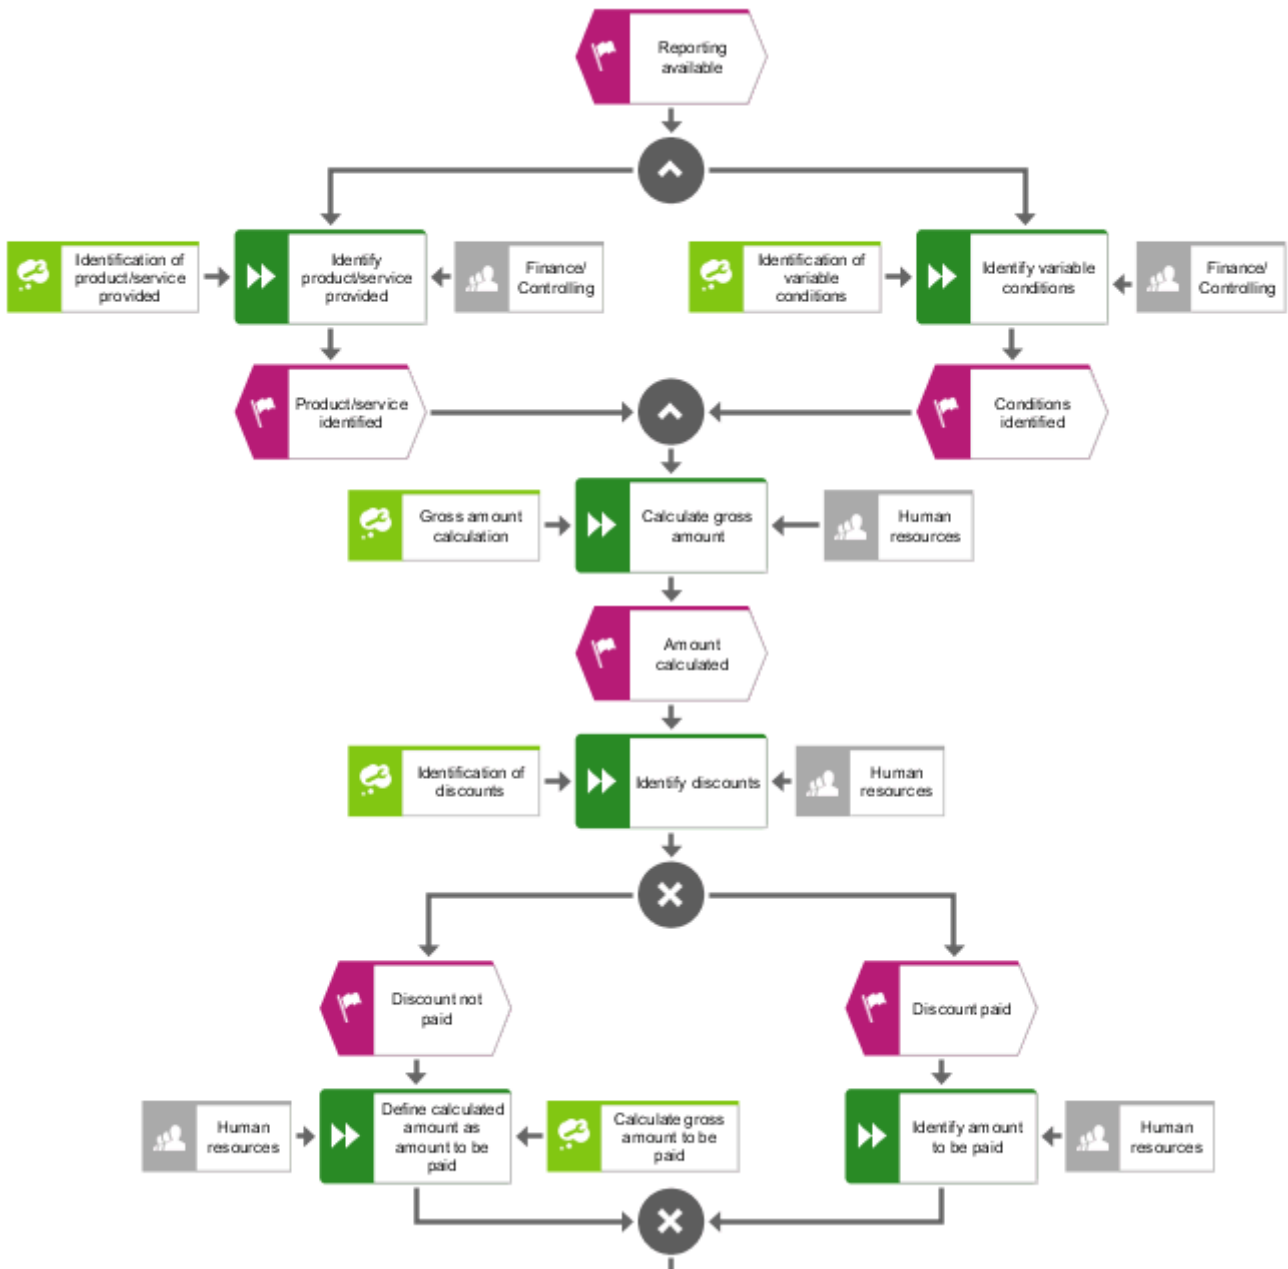 Reporting
available
Identification of
product/service
provided
Identify
product/service
provided
Finance/
Controlling
Identification of
variable
conditions
Identify variable
conditions
Finance/
Controlling
Product/service
identified
Conditions
identified
Gross amount
calculation
Calculate gross
amount
Human
resources
Amount
calculated
Identification of
discounts
Identify discounts
Human
resources
Discount not
paid
Discount paid
Human
resources
Define calculated
amount as
amount to be
paid
Calculate gross
amount to be
paid
Identify amount
to be paid
Human
resources